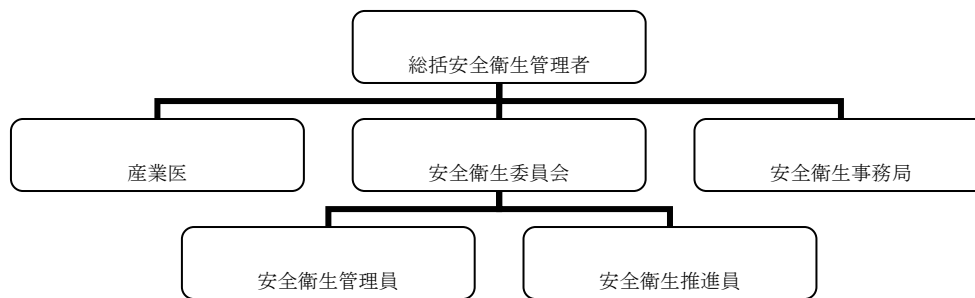 総括安全衛生管理者
産業医
安全衛生委員会
安全衛生事務局
安全衛生管理員
安全衛生推進員